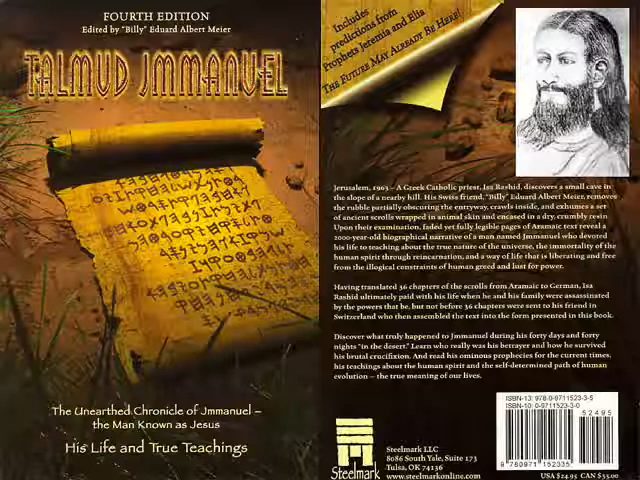 FOURTH EDITION
Edited by "Billy" Eduard Albert Meier
TALMUD JMMANUEL
The Unearthed Chronicle of Jmmanuel –
the Man Known as Jesus
His Life and True Teachings
Includes
predictions from
Prophets Jeremia and Elia
THE FUTURE MAY ALREADY BE HERE!
Jerusalem, 1963 – A Greek Catholic priest, Isa Rashid, discovers a small cave in
the slope of a nearby hill. His Swiss friend, "Billy" Eduard Albert Meier, removes
the rubble partially obscuring the entryway, crawls inside, and exhumes a set
of ancient scrolls wrapped in animal skin and encased in a dry, crumbly resin
Upon their examination, faded yet fully legible pages of Aramaic text reveal a
2000-year-old biographical narrative of a man named Jmmanuel who devoted
his life to teaching about the true nature of the universe, the immortality of the
human spirit through reincarnation, and a way of life that is liberating and free
from the illogical constraints of human greed and lust for power.
Having translated 36 chapters of the scrolls from Aramaic to German, Isa
Rashid ultimately paid with his life when he and his family were assassinated
by the powers that be, but not before 36 chapters were sent to his friend in
Switzerland who then assembled the text into the form presented in this book.
Discover what truly happened to Jmmanuel during his forty days and forty
nights "in the desert." Learn who really was his betrayer and how he survived
his brutal crucifixion. And read his ominous prophecies for the current times,
his teachings about the human spirit and the self-determined path of human
evolution – the true meaning of our lives.
Steelmark
Steelmark LLC
8086 South Yale, Suite 173
Tulsa, OK 74136
www.steelmarkonline.com
ISBN-13: 978-0-9711523-3-5
ISBN-10: 0-9711523-3-0
52495
9 780971 152335
USA $24.95 CAN $35.00